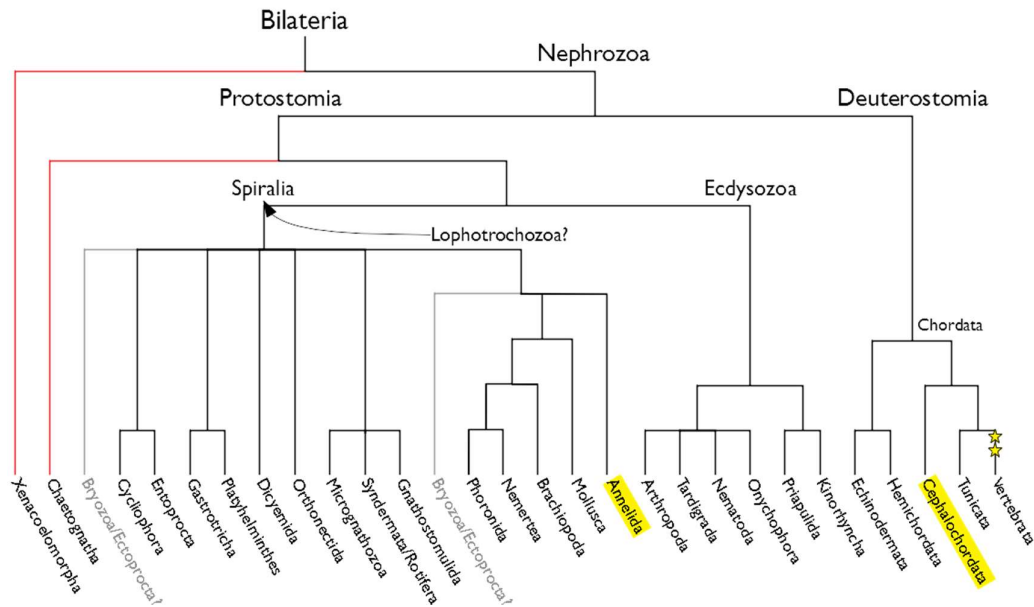 Bilateria
Nephrozoa
Protostomia
Deuterostomia
Spiralia
Ecdysozoa
Lophotrochozoa?
Chordata
Xenacoelomorpha
Chaetognatha
Bryozoa/Ectoprocta?
Cycliophora
Entoprocta
Gastrotricha
Platyhelminthes
Dicyemida
Orthonectida
Micrognathozoa
Syndermata/Rotifera
Gnathostomulida
Bryozoa/Ectoprocta?
Phoronida
Nemertea
Brachiopoda
Mollusca
Annelida
Arthropoda
Tardigrada
Nematoda
Onychophora
Priapulida
Kinorhyncha
Echinodermata
Hemichordata
Cephalochordata
Tunicata
Vertebrata